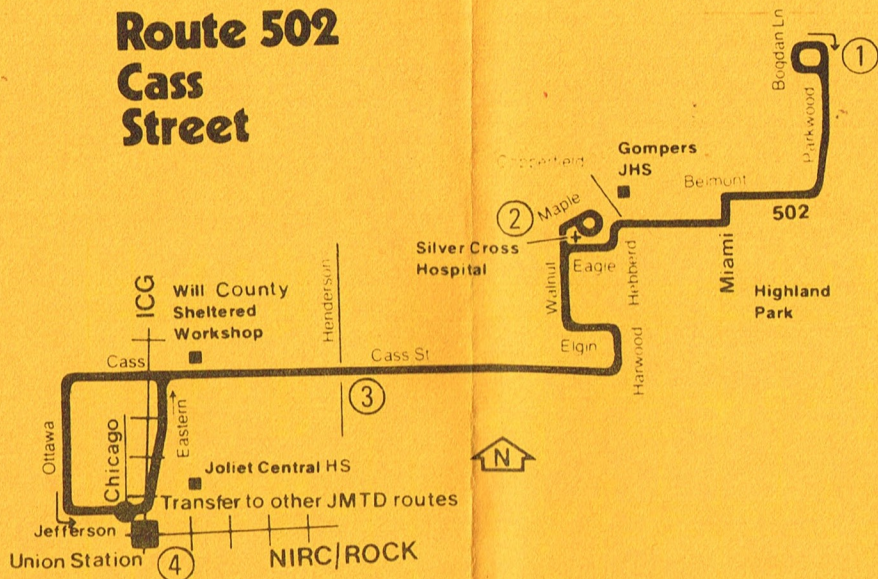 Route 502
Cass
Street
Bogdan Ln
1
Parkwood
Gompers
JHS
Belmont
502
Copperfield
Maple
2
Silver Cross
Hospital
Eagle
Walnut
Hebberd
Miami
Highland
Park
Elgin
Harwood
ICG
Will County
Sheltered
Workshop
Henderson
Cass
Cass St
3
Ottawa
Chicago
Eastern
N
Joliet Central HS
Transfer to other JMTD routes
Jefferson
Union Station
4
NIRC/ROCK